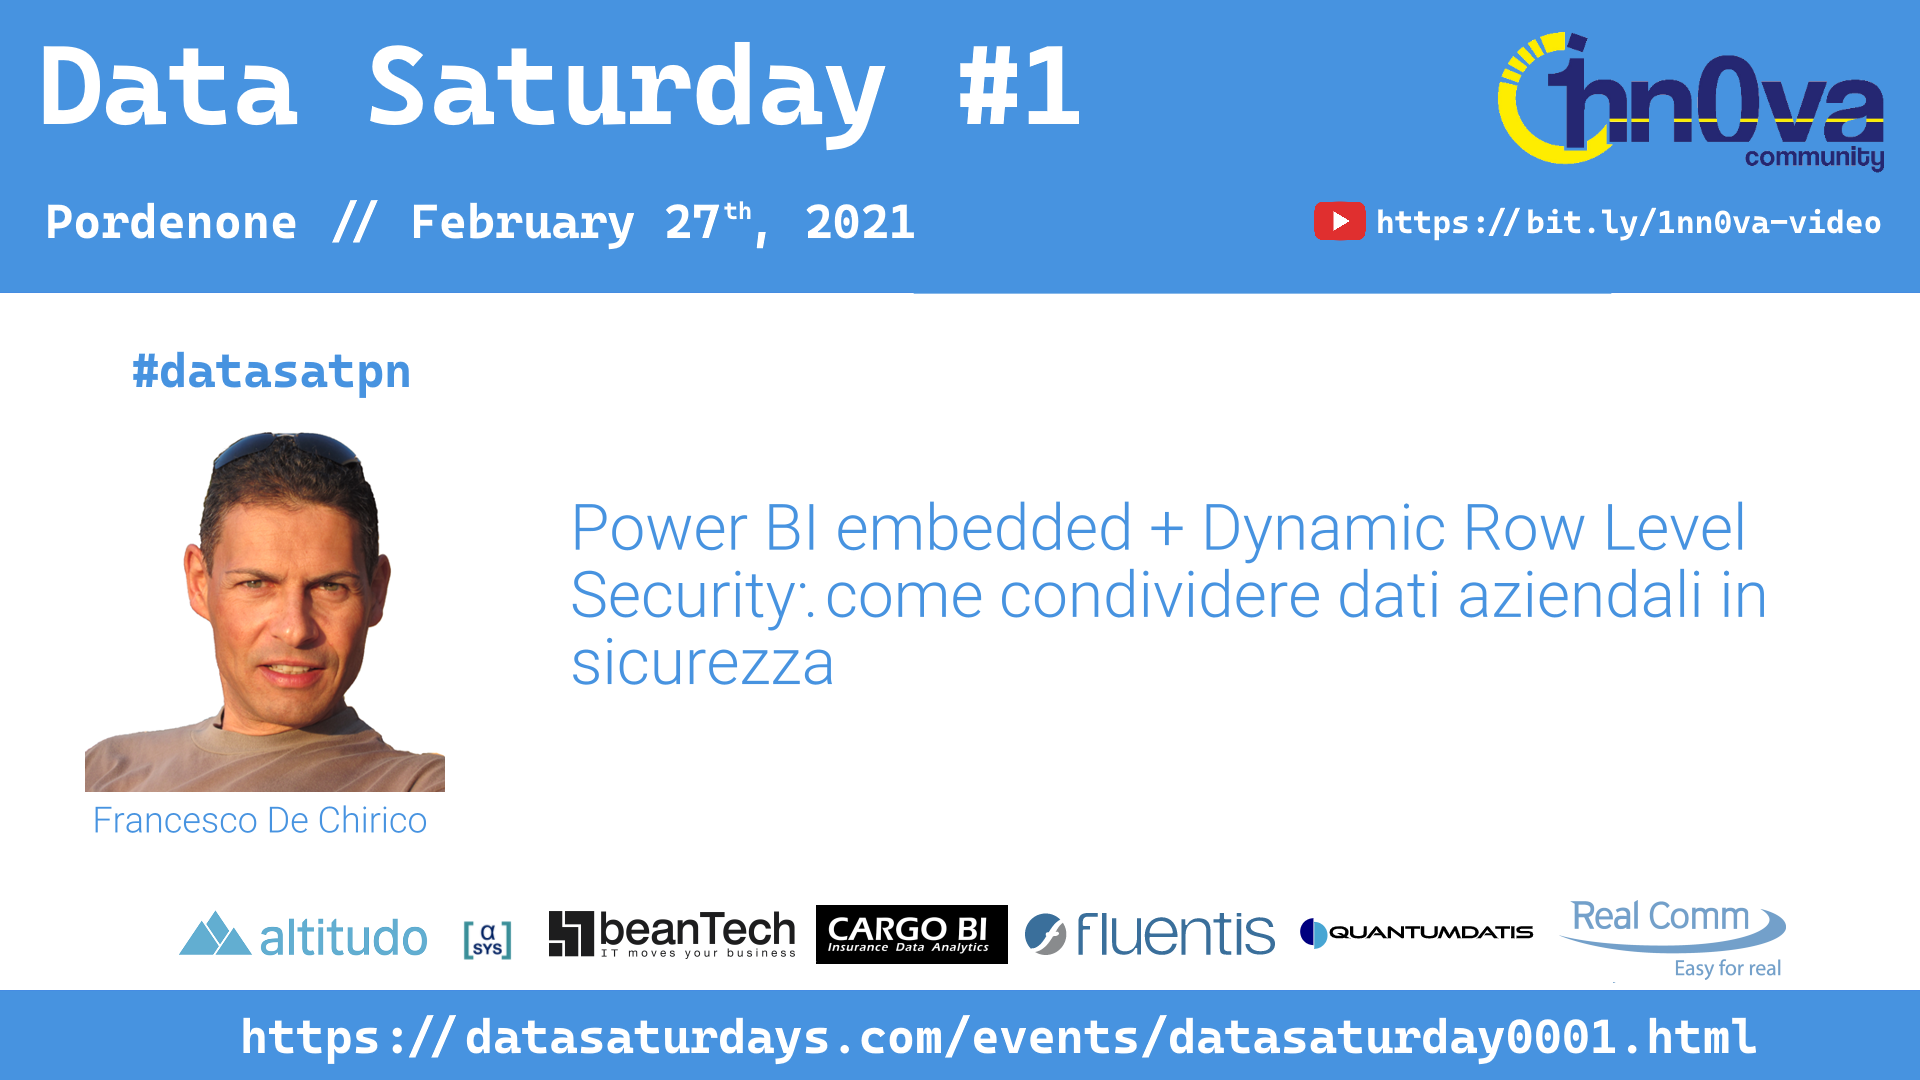 Data Saturday #1
1nn0va
community
Pordenone // February 27th, 2021
https://bit.ly/1nn0va-video
#datasatpn
Power BI embedded + Dynamic Row Level
Security: come condividere dati aziendali in
sicurezza
Francesco De Chirico
altitudo
[α SYS]
beanTech
IT moves your business
CARGO BI
Insurance Data Analytics
fluentis
QUANTUMDATIS
Real Comm
Easy for real
https://datasaturdays.com/events/datasaturday0001.html